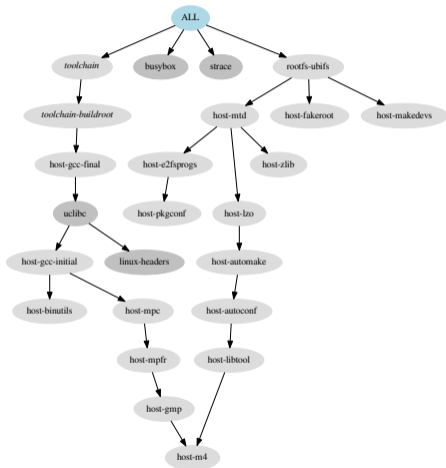 ALL
toolchain
busybox
strace
rootfs-ubifs
toolchain-buildroot
host-mtd
host-fakeroot
host-makedevs
host-gcc-final
host-e2fsprogs
host-zlib
uclibc
host-pkgconf
host-lzo
host-gcc-initial
linux-headers
host-automake
host-binutils
host-mpc
host-autoconf
host-mpfr
host-libtool
host-gmp
host-m4